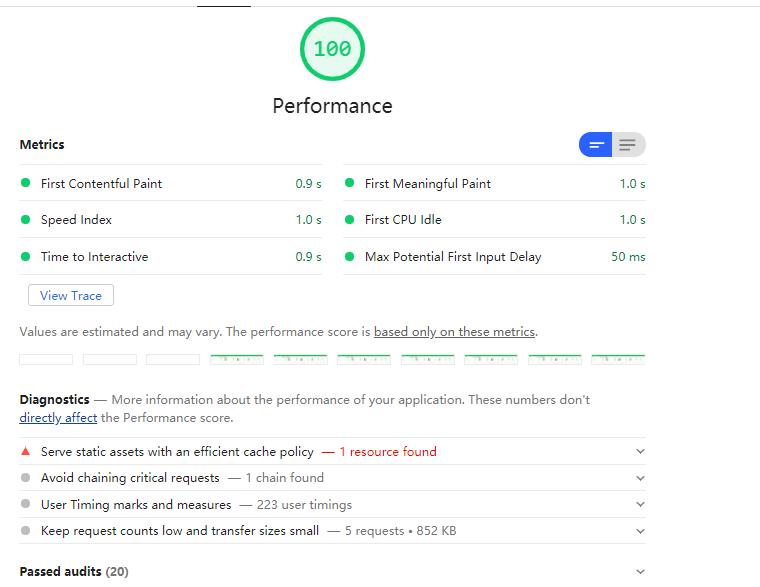 100
Performance
Metrics
First Contentful Paint 0.9 s
First Meaningful Paint 1.0 s
Speed Index 1.0 s
First CPU Idle 1.0 s
Time to Interactive 0.9 s
Max Potential First Input Delay 50 ms
View Trace
Values are estimated and may vary. The performance score is based only on these metrics.
Diagnostics — More information about the performance of your application. These numbers don't
directly affect the Performance score.
Serve static assets with an efficient cache policy — 1 resource found
Avoid chaining critical requests — 1 chain found
User Timing marks and measures — 223 user timings
Keep request counts low and transfer sizes small — 5 requests • 852 KB
Passed audits (20)